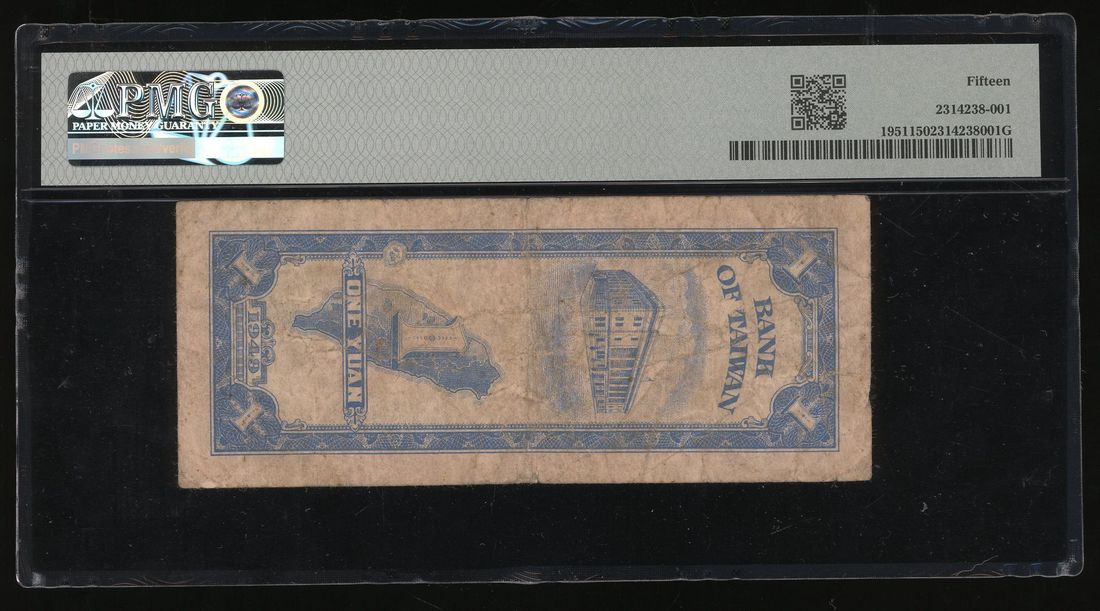 PMG
PAPER MONEY GUARANTY
Fifteen
2314238-001
19511502314238001G
BANK
OF TAIWAN
ONE YUAN
1949
1
1
1
1